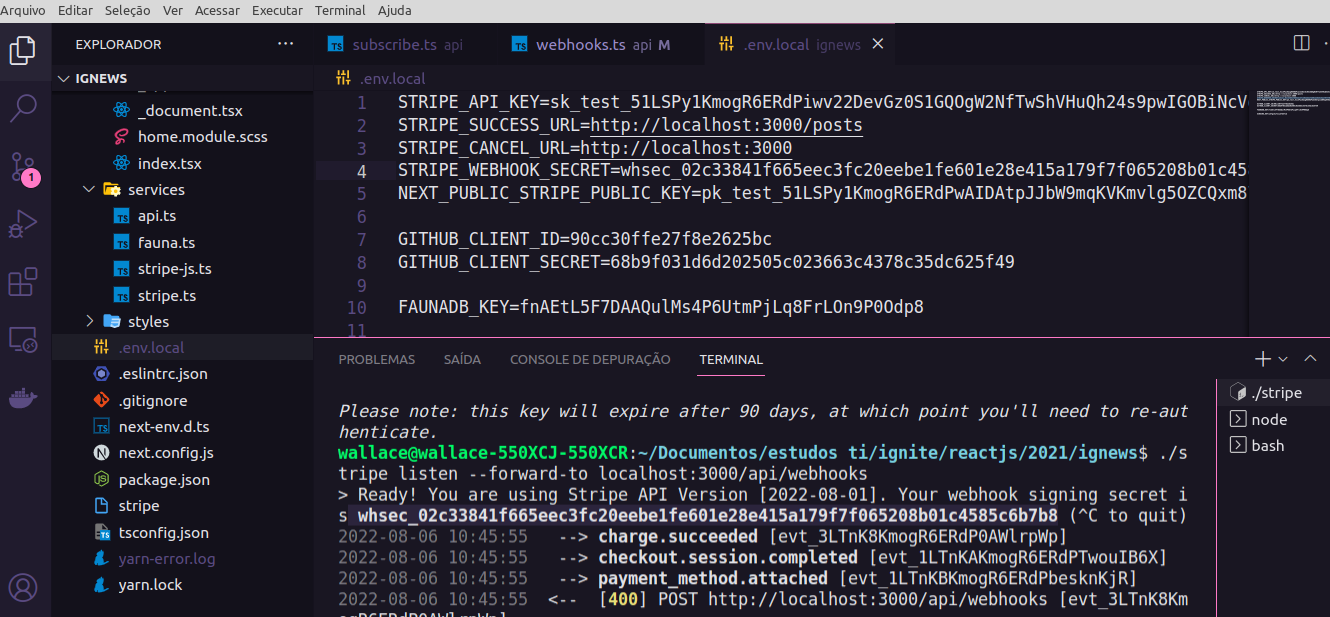 Arquivo Editar Seleção Ver Acessar Executar Terminal Ajuda
EXPLORADOR ...
subscribe.ts api
webhooks.ts api M
.env.local ignews
IGNEWS
.env.local
_document.tsx
home.module.scss
index.tsx
services
api.ts
fauna.ts
stripe-js.ts
stripe.ts
styles
.env.local
.eslintrc.json
.gitignore
next-env.d.ts
next.config.js
package.json
stripe
tsconfig.json
yarn-error.log
yarn.lock
1
1 STRIPE_API_KEY=sk_test_51LSPy1KmogR6ERdPiwv22DevGz0S1GQOgW2NfTwShVHuQh24s9pwIGOBiNcV
2 STRIPE_SUCCESS_URL=http://localhost:3000/posts
3 STRIPE_CANCEL_URL=http://localhost:3000
4 STRIPE_WEBHOOK_SECRET=whsec_02c33841f665eec3fc20eebe1fe601e28e415a179f7f065208b01c45
5 NEXT_PUBLIC_STRIPE_PUBLIC_KEY=pk_test_51LSPy1KmogR6ERdPwAIDAtpJJbW9mqKVKmvlg5OZCQxm8
6
7 GITHUB_CLIENT_ID=90cc30ffe27f8e2625bc
8 GITHUB_CLIENT_SECRET=68b9f031d6d202505c023663c4378c35dc625f49
9
10 FAUNADB_KEY=fnAEtL5F7DAAQulMs4P6UtmPjLq8FrLOn9P0Odp8
11
PROBLEMAS SAÍDA CONSOLE DE DEPURAÇÃO TERMINAL
Please note: this key will expire after 90 days, at which point you'll need to re-aut
henticate.
wallace@wallace-550XCJ-550XCR:~/Documentos/estudos ti/ignite/reactjs/2021/ignews$ ./s
tripe listen --forward-to localhost:3000/api/webhooks
> Ready! You are using Stripe API Version [2022-08-01]. Your webhook signing secret i
s whsec_02c33841f665eec3fc20eebe1fe601e28e415a179f7f065208b01c4585c6b7b8 (^C to quit)
2022-08-06 10:45:55 --> charge.succeeded [evt_3LTnK8KmogR6ERdP0AWlrpWp]
2022-08-06 10:45:55 --> checkout.session.completed [evt_1LTnKAKmogR6ERdPTwouIB6X]
2022-08-06 10:45:55 --> payment_method.attached [evt_1LTnKBKmogR6ERdPbesknKjR]
2022-08-06 10:45:55 <-- [400] POST http://localhost:3000/api/webhooks [evt_3LTnK8Km
./stripe
node
bash